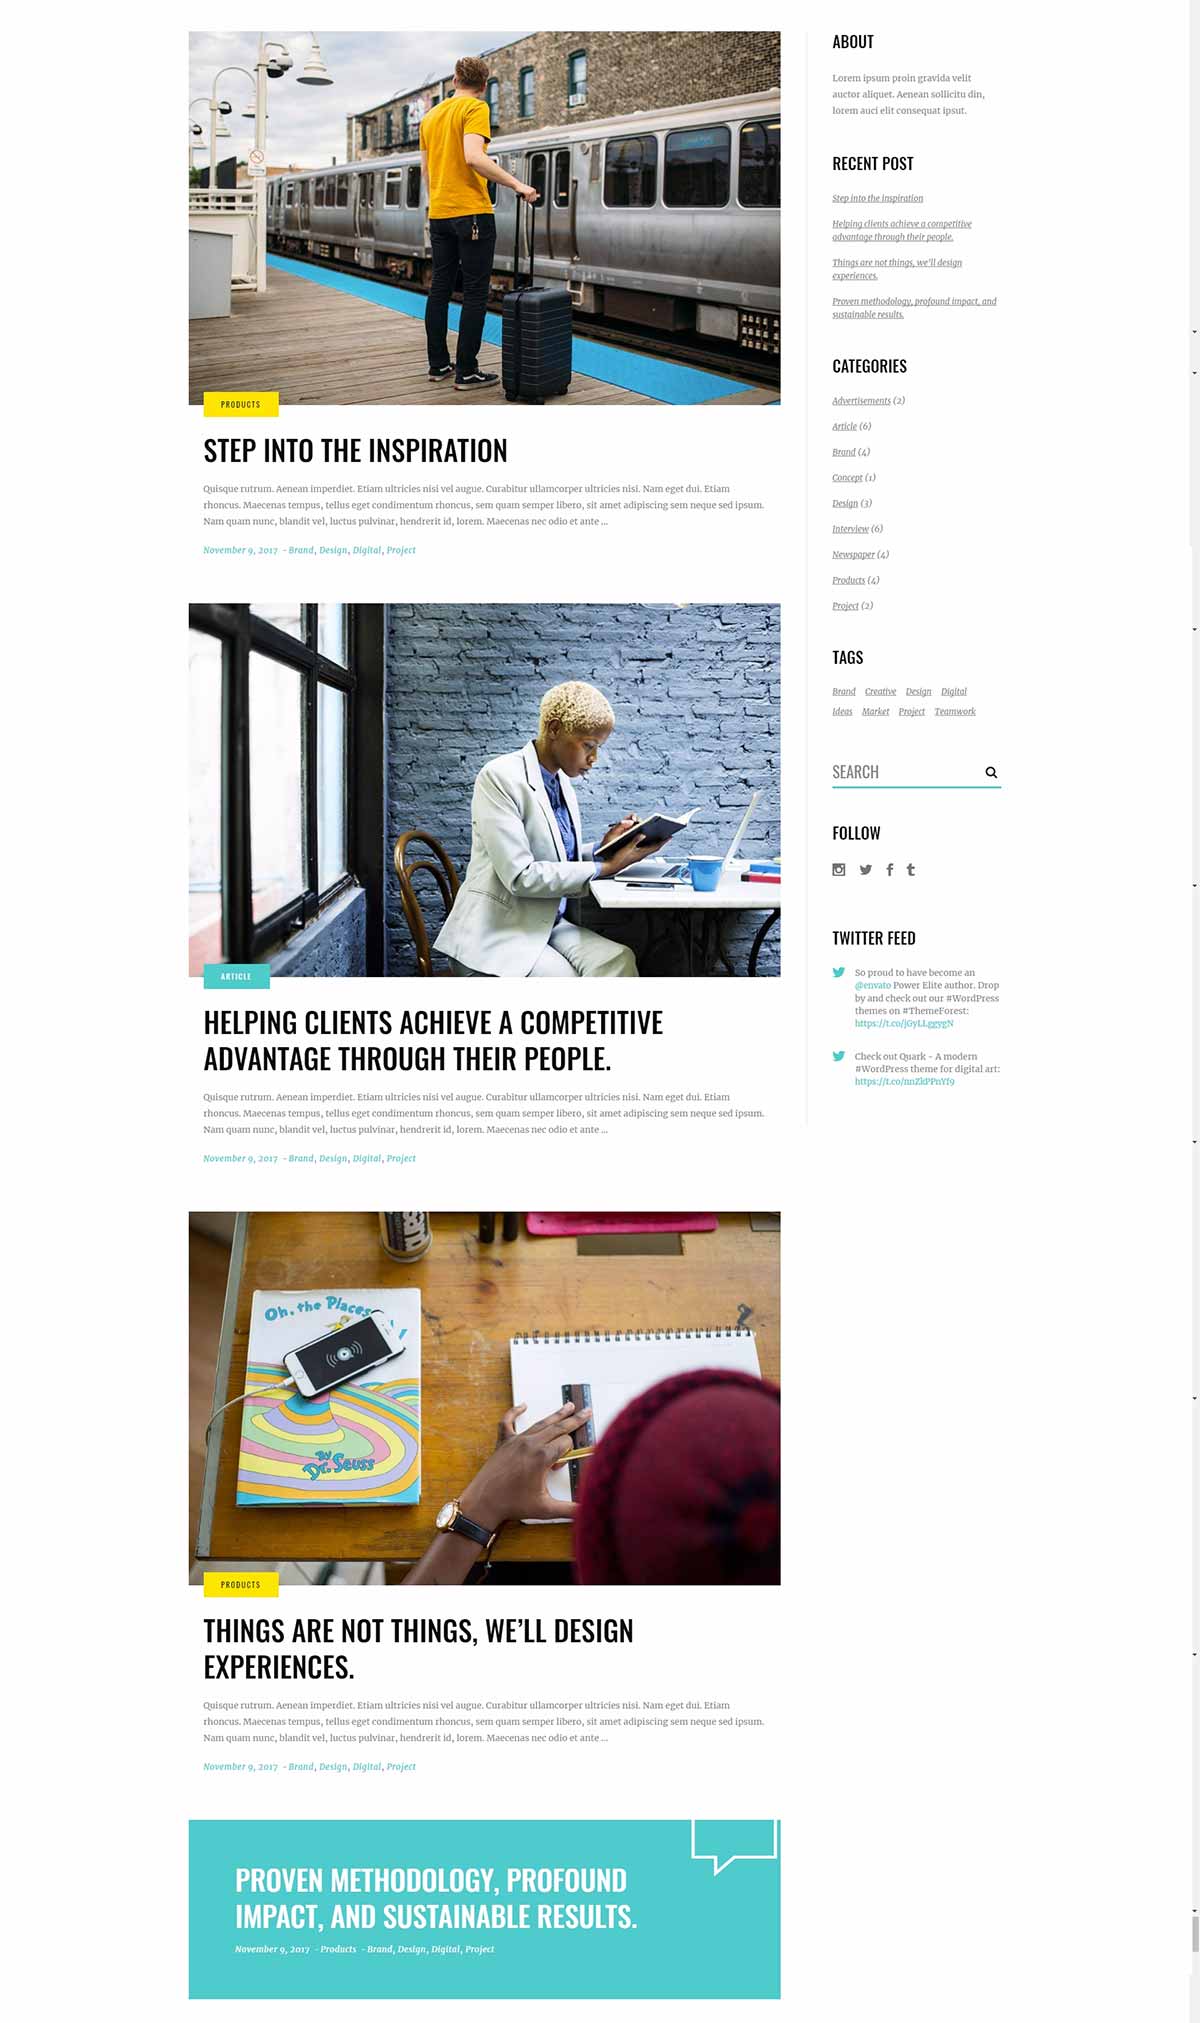 PRODUCTS
STEP INTO THE INSPIRATION
Quisque rutrum. Aenean imperdiet. Etiam ultricies nisi vel augue. Curabitur ullamcorper ultricies nisi. Nam eget dui. Etiam
rhoncus. Maecenas tempus, tellus eget condimentum rhoncus, sem quam semper libero, sit amet adipiscing sem neque sed ipsum.
Nam quam nunc, blandit vel, luctus pulvinar, hendrerit id, lorem. Maecenas nec odio et ante ...
November 9, 2017 - Brand, Design, Digital, Project
ARTICLE
HELPING CLIENTS ACHIEVE A COMPETITIVE
ADVANTAGE THROUGH THEIR PEOPLE.
Quisque rutrum. Aenean imperdiet. Etiam ultricies nisi vel augue. Curabitur ullamcorper ultricies nisi. Nam eget dui. Etiam
rhoncus. Maecenas tempus, tellus eget condimentum rhoncus, sem quam semper libero, sit amet adipiscing sem neque sed ipsum.
Nam quam nunc, blandit vel, luctus pulvinar, hendrerit id, lorem. Maecenas nec odio et ante ...
November 9, 2017 - Brand, Design, Digital, Project
Oh, the Places
By
Dr. Seuss
PRODUCTS
THINGS ARE NOT THINGS, WE’LL DESIGN
EXPERIENCES.
Quisque rutrum. Aenean imperdiet. Etiam ultricies nisi vel augue. Curabitur ullamcorper ultricies nisi. Nam eget dui. Etiam
rhoncus. Maecenas tempus, tellus eget condimentum rhoncus, sem quam semper libero, sit amet adipiscing sem neque sed ipsum.
Nam quam nunc, blandit vel, luctus pulvinar, hendrerit id, lorem. Maecenas nec odio et ante ...
November 9, 2017 - Brand, Design, Digital, Project
PROVEN METHODOLOGY, PROFOUND
IMPACT, AND SUSTAINABLE RESULTS.
November 9, 2017 - Products - Brand, Design, Digital, Project
ABOUT
Lorem ipsum proin gravida velit
auctor aliquet. Aenean sollicitu din,
lorem auci elit consequat ipsut.
RECENT POST
Step into the inspiration
Helping clients achieve a competitive
advantage through their people.
Things are not things, we’ll design
experiences.
Proven methodology, profound impact, and
sustainable results.
CATEGORIES
Advertisements (2)
Article (6)
Brand (4)
Concept (1)
Design (3)
Interview (6)
Newspaper (4)
Products (4)
Project (2)
TAGS
Brand Creative Design Digital
Ideas Market Project Teamwork
SEARCH
FOLLOW
TWITTER FEED
So proud to have become an
@envato Power Elite author. Drop
by and check out our #WordPress
themes on #ThemeForest:
https://t.co/jGyLLggygN
Check out Quark - A modern
#WordPress theme for digital art:
https://t.co/nnZkPPnYf9